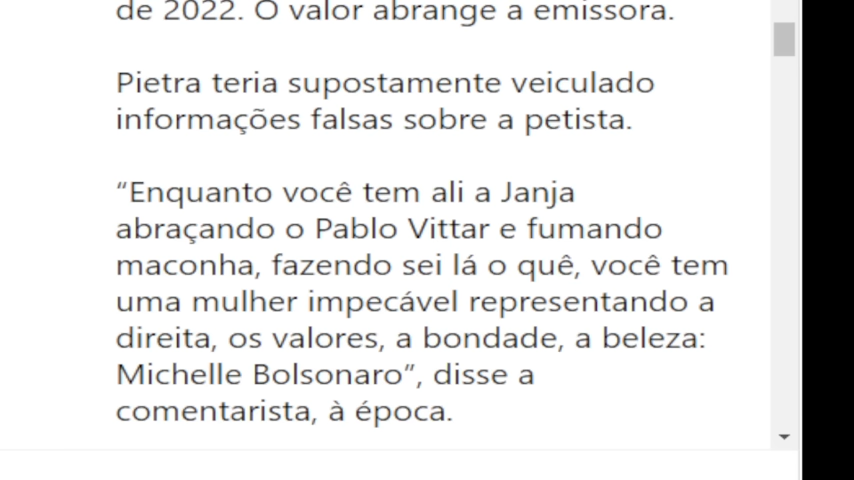 de 2022. O valor abrange a emissora.
Pietra teria supostamente veiculado
informações falsas sobre a petista.
“Enquanto você tem ali a Janja
abraçando o Pablo Vittar e fumando
maconha, fazendo sei lá o quê, você tem
uma mulher impecável representando a
direita, os valores, a bondade, a beleza:
Michelle Bolsonaro”, disse a
comentarista, à época.